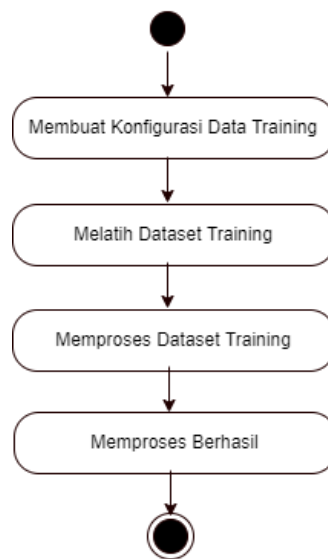 Membuat Konfigurasi Data Training
Melatih Dataset Training
Memproses Dataset Training
Memproses Berhasil